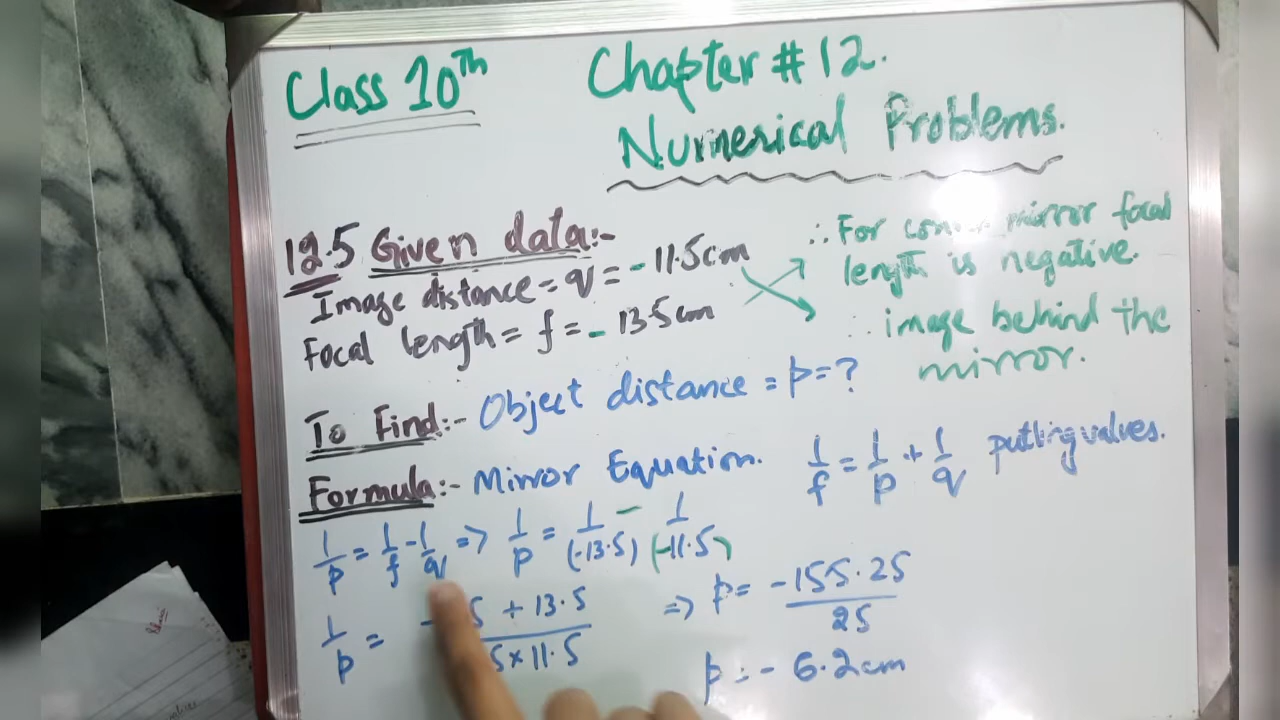 Class 10Th
Chapter # 12.
Numerical Problems.
12.5 Given data:-
Image distance = q = - 11.5cm
Focal length = f = - 13.5cm
∴ For mirror focal
length is negative.
∴ image behind the
mirror.
To Find:- Object distance = p = ?
Formula:- Mirror Equation. 1/f = 1/p + 1/q putting values.
1/p = 1/f - 1/q => 1/p = 1/(-13.5) - 1/(-11.5)
1/p = + 13.5 / × 11.5
=> p = -155.25/25
p = - 6.2cm